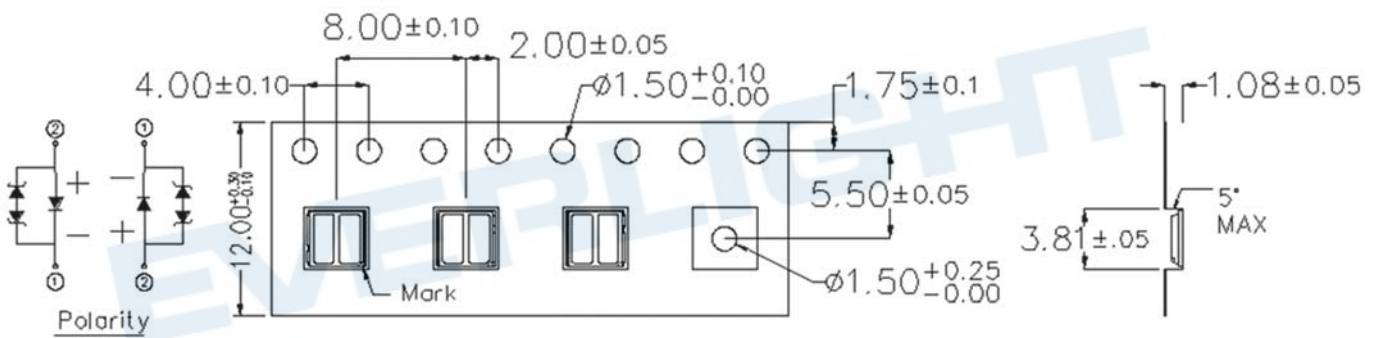 8.00±0.10
2.00±0.05
4.00±0.10
ø1.50 +0.10 -0.00
1.75±0.1
1.08±0.05
② ①
+ −
− +
① ②
12.00 +0.30 -0.10
5.50±0.05
5°
MAX
3.81±.05
ø1.50 +0.25 -0.00
Mark
Polarity
EVERLIGHT